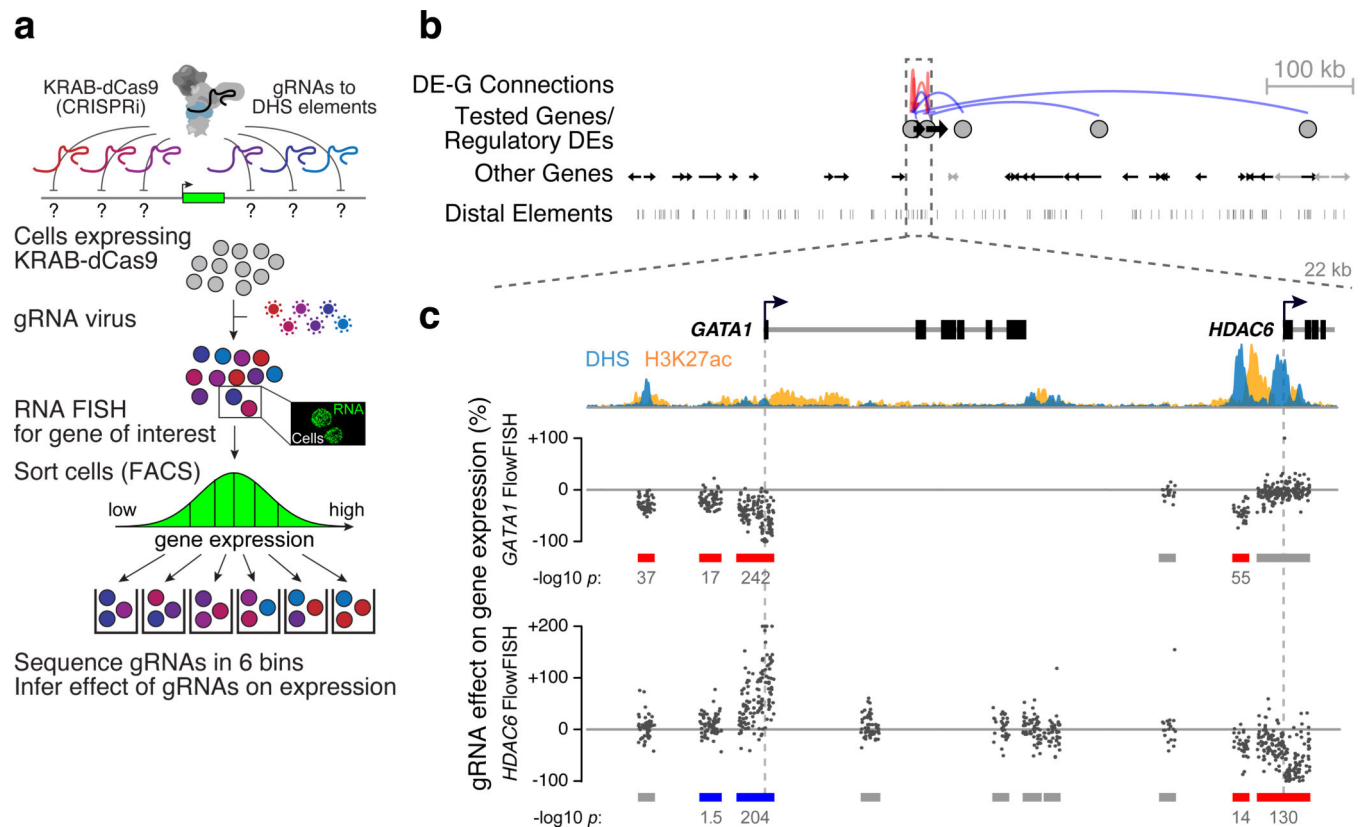 a
KRAB-dCas9
(CRISPRi)
gRNAs to
DHS elements
? ? ? ? ? ?
Cells expressing
KRAB-dCas9
gRNA virus
RNA FISH
for gene of interest
RNA
Cells
Sort cells (FACS)
low
high
gene expression
Sequence gRNAs in 6 bins
Infer effect of gRNAs on expression
b
DE-G Connections
Tested Genes/
Regulatory DEs
Other Genes
Distal Elements
100 kb
22 kb
c
GATA1
HDAC6
DHS H3K27ac
gRNA effect on gene expression (%)
GATA1 FlowFISH
+100
0
-100
-log10 p: 37 17 242 55
HDAC6 FlowFISH
+200
+100
0
-100
-log10 p: 1.5 204 14 130